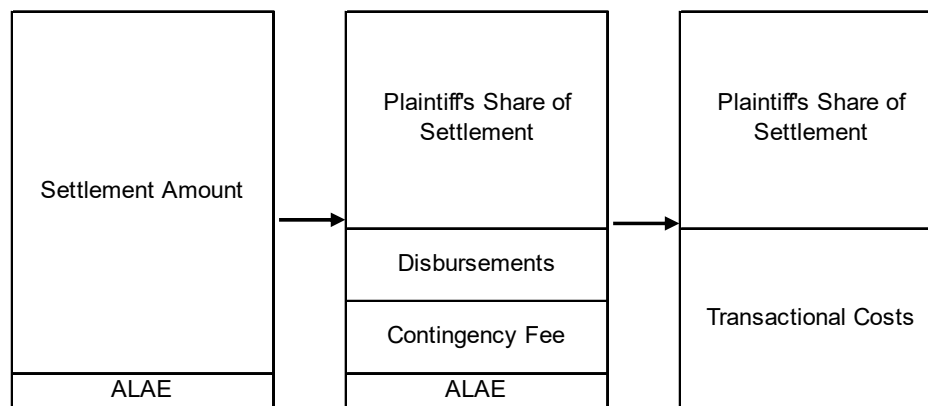 Settlement Amount
ALAE
Plaintiff's Share of
Settlement
Disbursements
Contingency Fee
ALAE
Plaintiff's Share of
Settlement
Transactional Costs